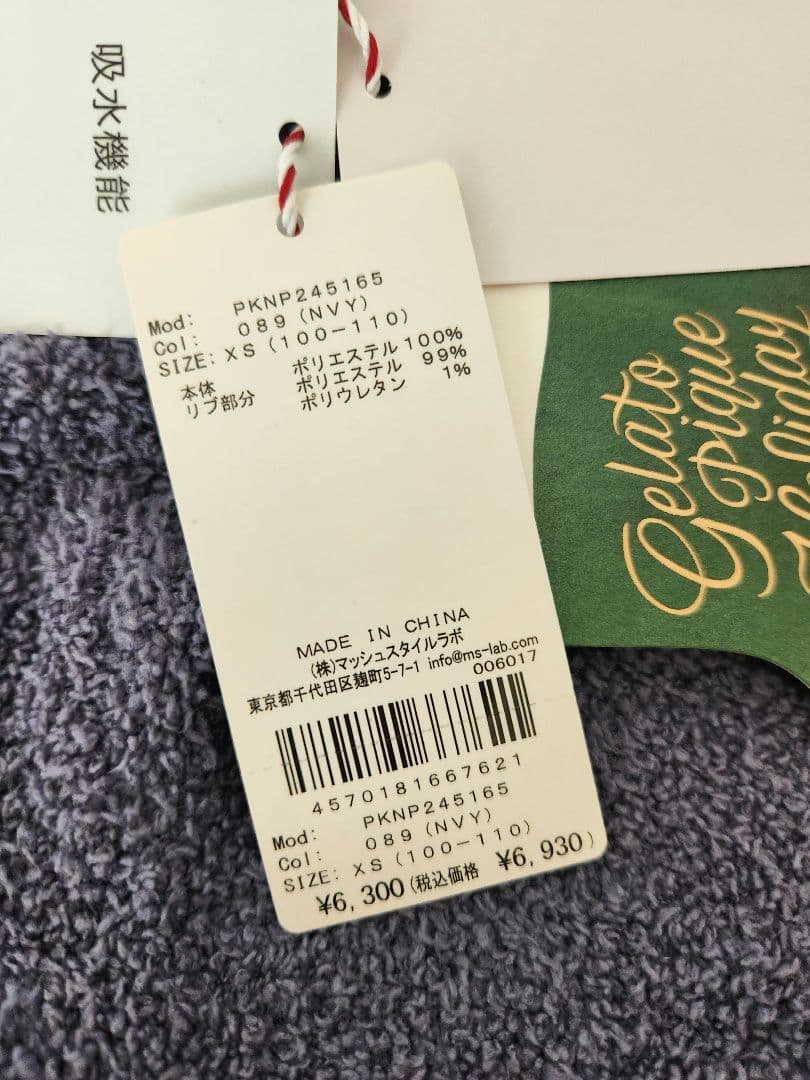 吸水機能
Mod: PKNP245165
Col: 089 (NVY)
SIZE: XS (100-110)
本体 ポリエステル 100%
リブ部分 ポリエステル 99%
ポリウレタン 1%
MADE IN CHINA
(株)マッシュスタイルラボ
東京都千代田区麹町5-7-1 info@ms-lab.com
006017
4570181667621
Mod: PKNP245165
Col: 089 (NVY)
SIZE: XS (100-110)
¥6,300(税込価格 ¥6,930)
Gelato
Pique